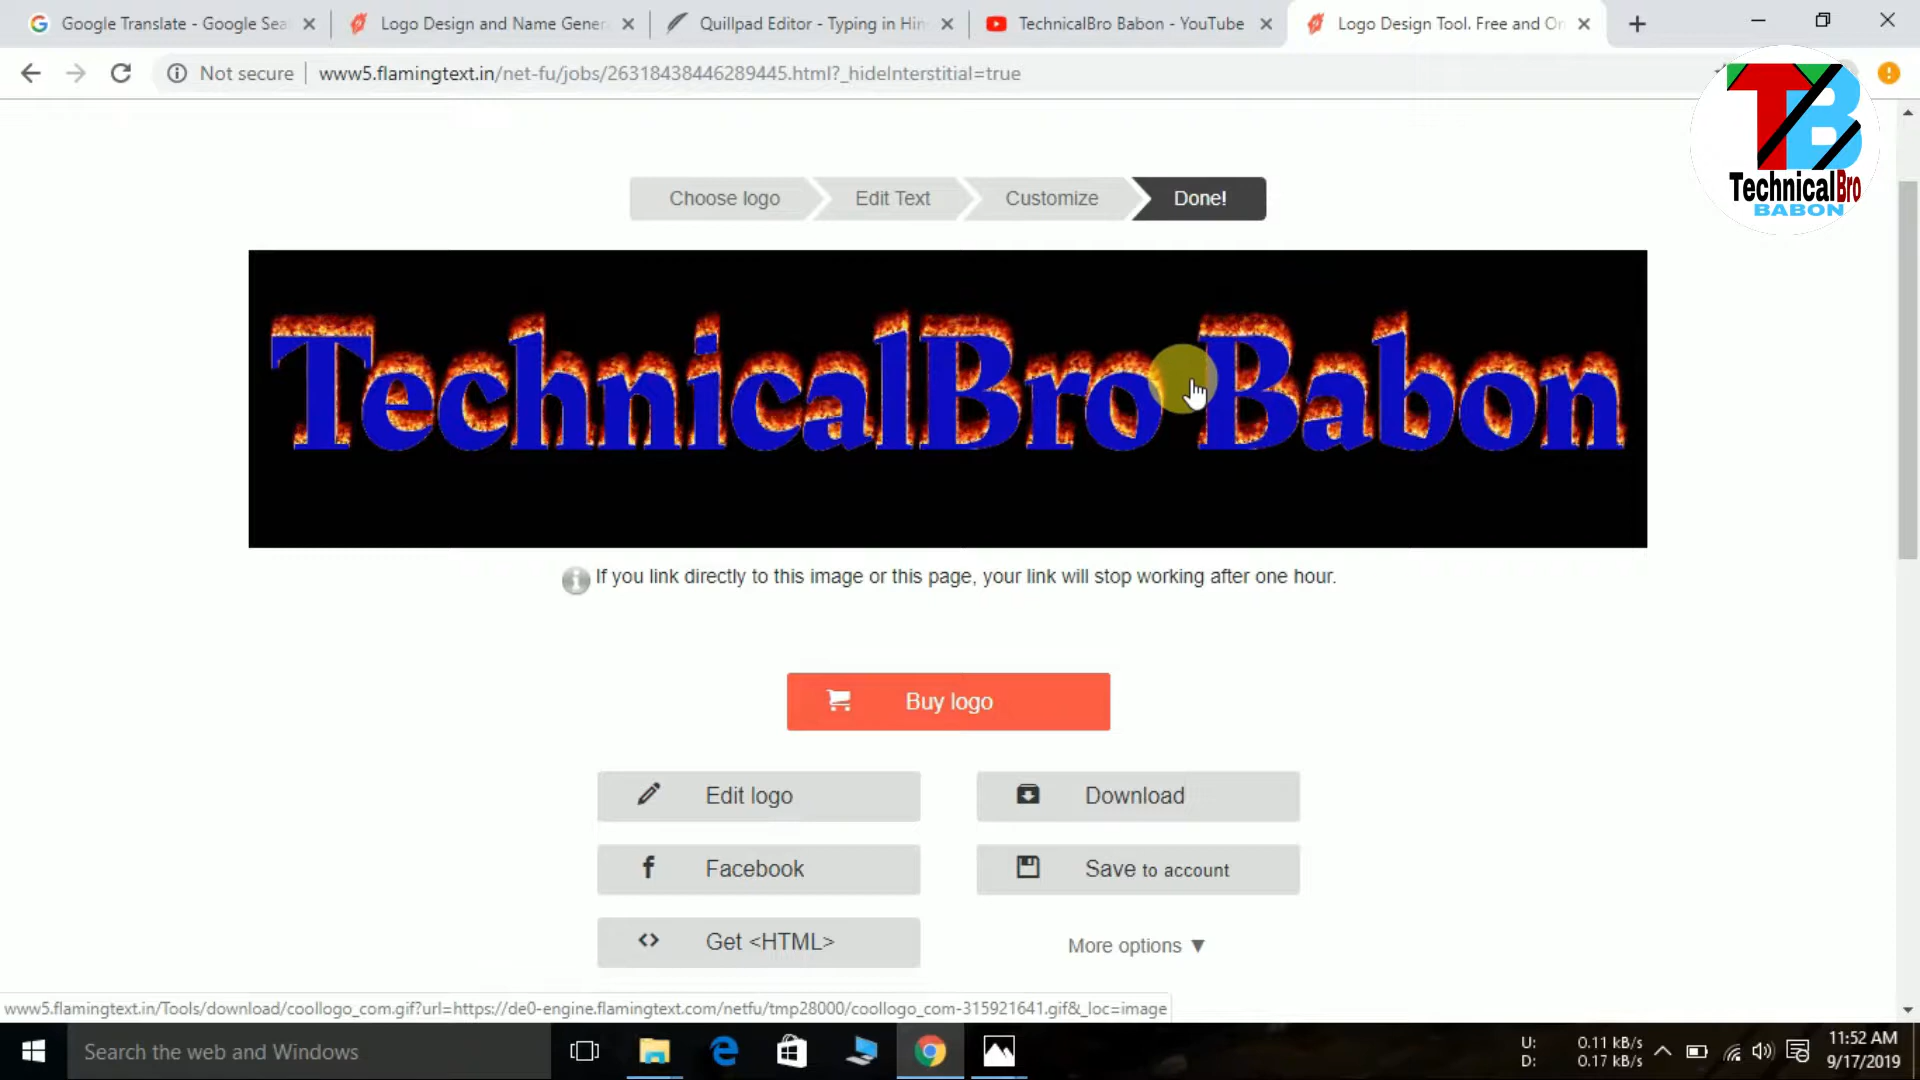 Google Translate - Google Sea
Logo Design and Name Gener
Quillpad Editor - Typing in Hin
TechnicalBro Babon - YouTube
Logo Design Tool. Free and On
Not secure
www5.flamingtext.in/net-fu/jobs/26318438446289445.html?_hideInterstitial=true
TB
TechnicalBro
BABON
Choose logo
Edit Text
Customize
Done!
TechnicalBro Babon
If you link directly to this image or this page, your link will stop working after one hour.
Buy logo
Edit logo
Download
Facebook
Save to account
Get <HTML>
More options ▼
www5.flamingtext.in/Tools/download/coollogo_com.gif?url=https://de0-engine.flamingtext.com/netfu/tmp28000/coollogo_com-315921641.gif&_loc=image
Search the web and Windows
U: 0.11 kB/s
D: 0.17 kB/s
11:52 AM
9/17/2019